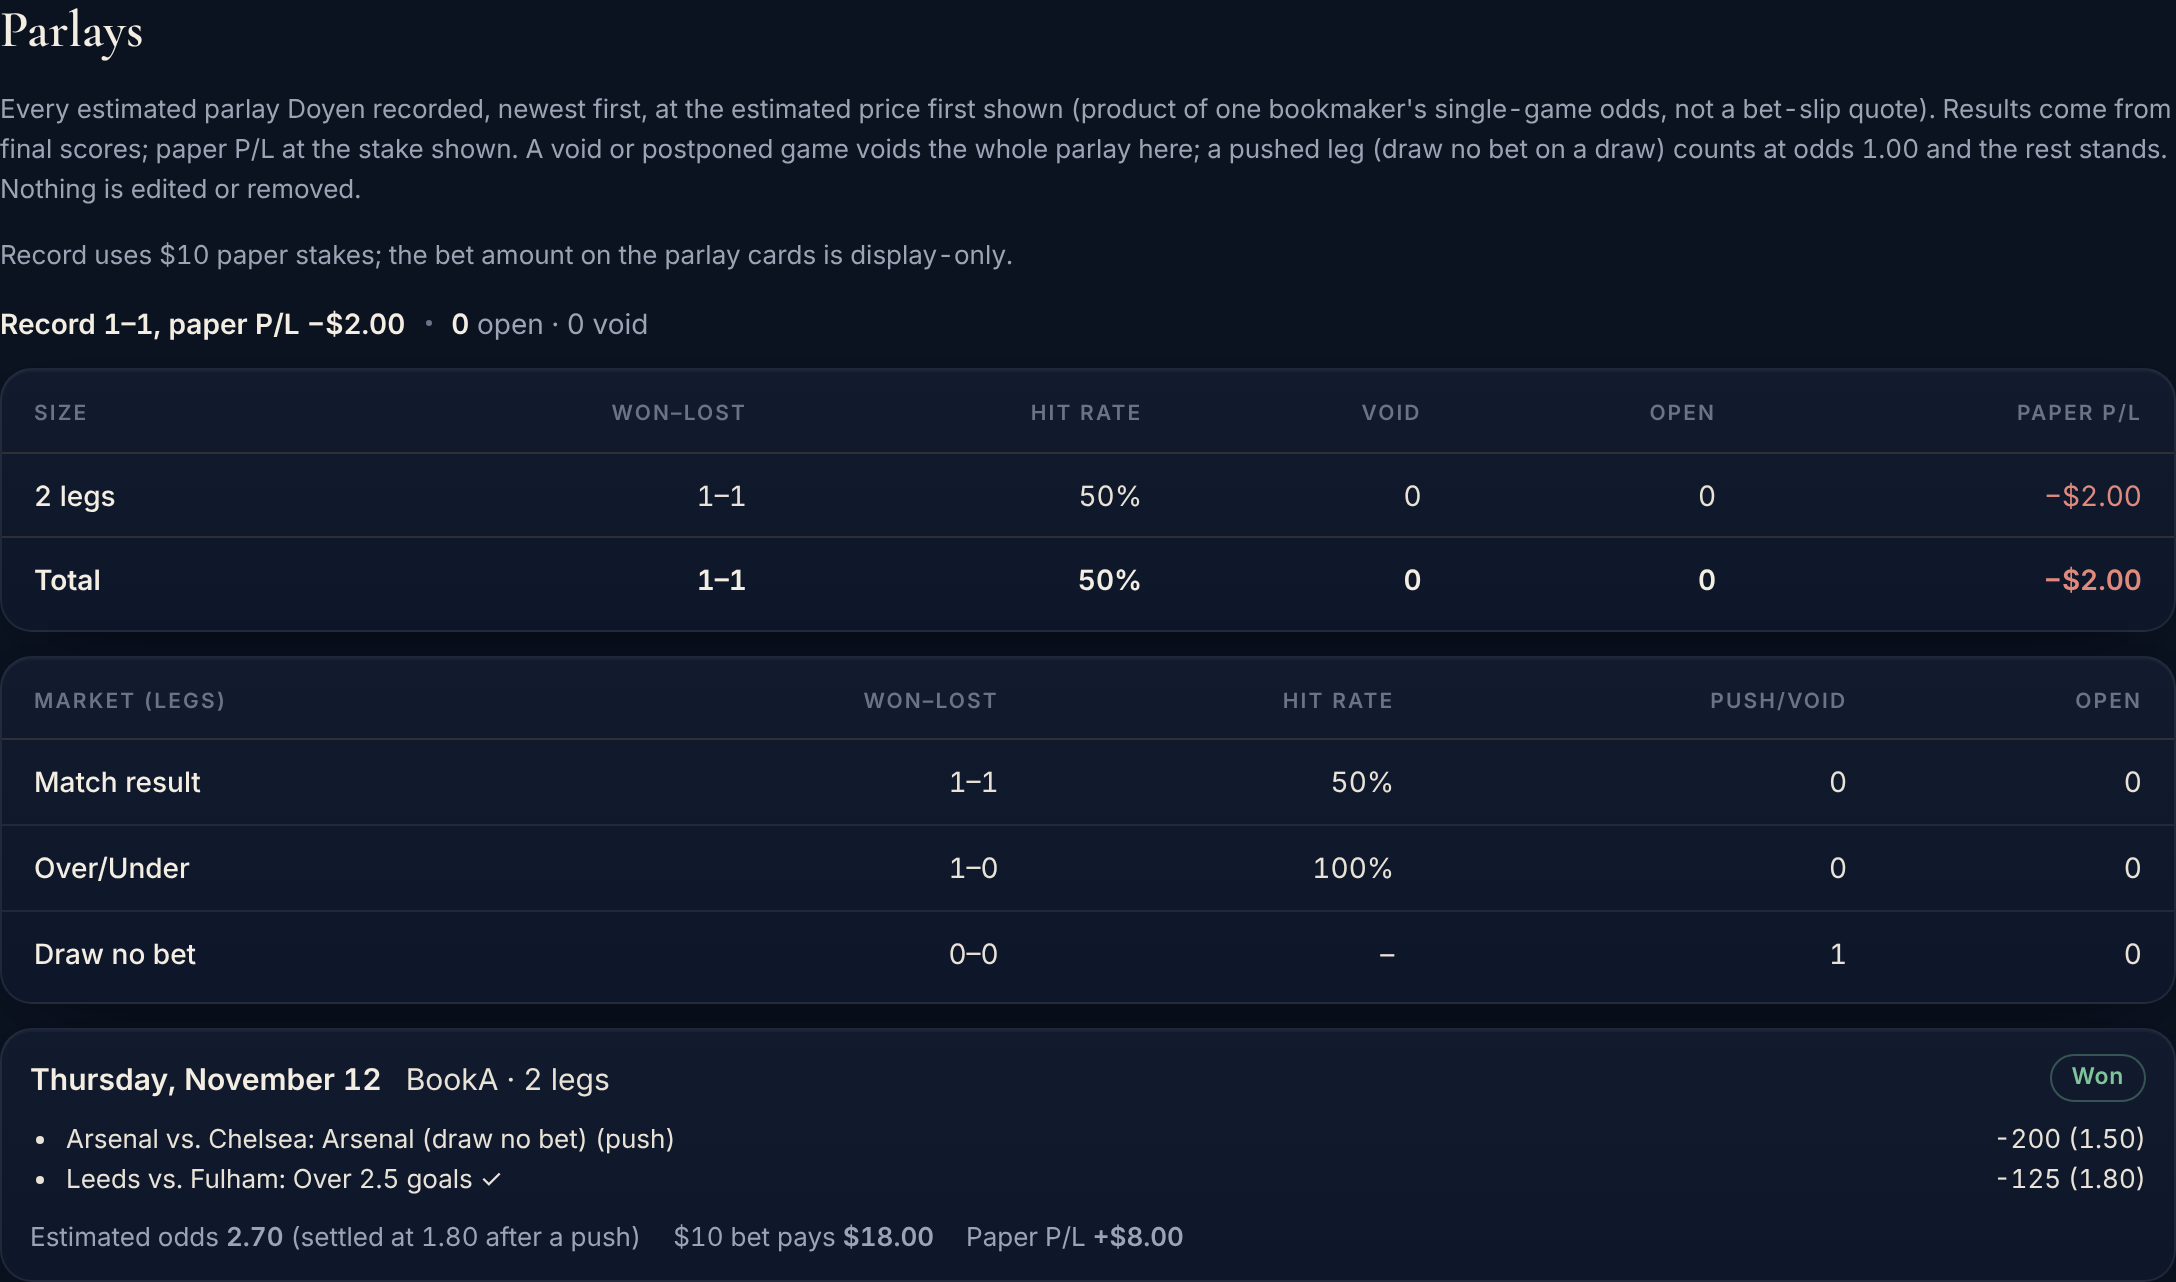 Parlays
Every estimated parlay Doyen recorded, newest first, at the estimated price first shown (product of one bookmaker's single-game odds, not a bet-slip quote). Results come from
final scores; paper P/L at the stake shown. A void or postponed game voids the whole parlay here; a pushed leg (draw no bet on a draw) counts at odds 1.00 and the rest stands.
Nothing is edited or removed.
Record uses $10 paper stakes; the bet amount on the parlay cards is display-only.
Record 1–1, paper P/L −$2.00 • 0 open · 0 void
SIZE WON–LOST HIT RATE VOID OPEN PAPER P/L
2 legs 1–1 50% 0 0 −$2.00
Total 1–1 50% 0 0 −$2.00
MARKET (LEGS) WON–LOST HIT RATE PUSH/VOID OPEN
Match result 1–1 50% 0 0
Over/Under 1–0 100% 0 0
Draw no bet 0–0 – 1 0
Thursday, November 12 BookA · 2 legs Won
• Arsenal vs. Chelsea: Arsenal (draw no bet) (push) -200 (1.50)
• Leeds vs. Fulham: Over 2.5 goals ✓ -125 (1.80)
Estimated odds 2.70 (settled at 1.80 after a push) $10 bet pays $18.00 Paper P/L +$8.00